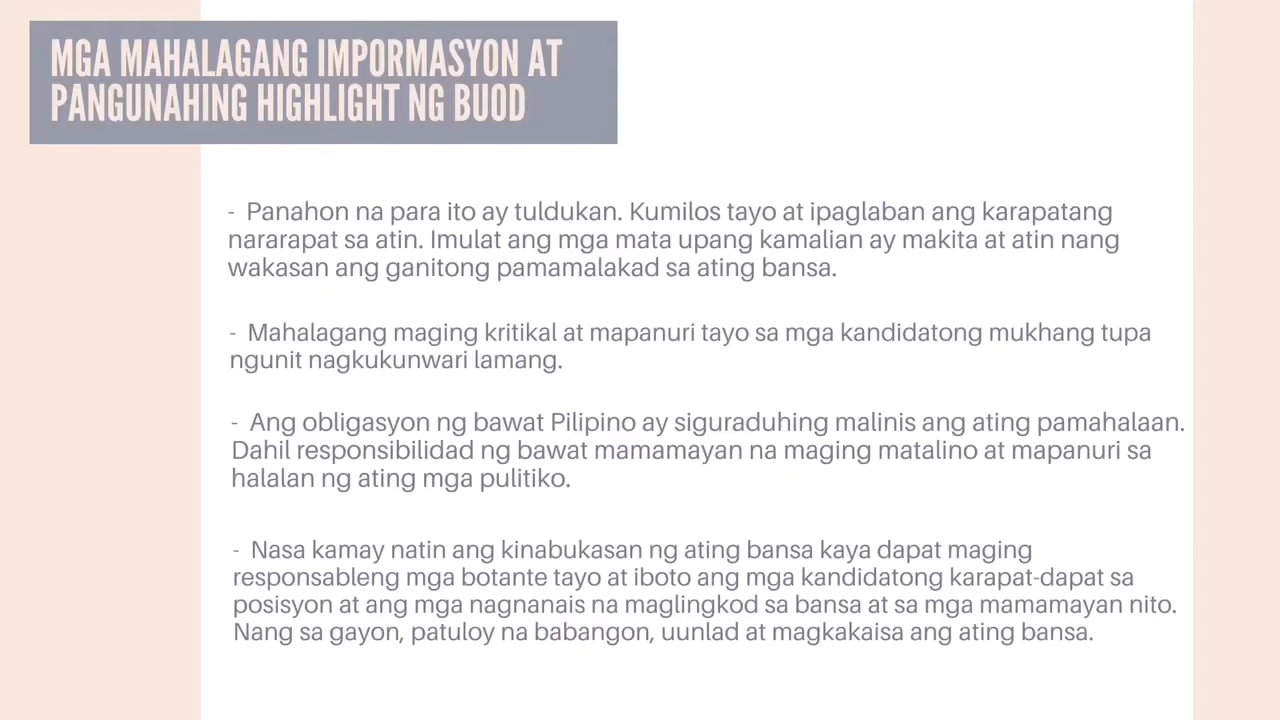 MGA MAHALAGANG IMPORMASYON AT
PANGUNAHING HIGHLIGHT NG BUOD
- Panahon na para ito ay tuldukan. Kumilos tayo at ipaglaban ang karapatang
nararapat sa atin. Imulat ang mga mata upang kamalian ay makita at atin nang
wakasan ang ganitong pamamalakad sa ating bansa.
- Mahalagang maging kritikal at mapanuri tayo sa mga kandidatong mukhang tupa
ngunit nagkukunwari lamang.
- Ang obligasyon ng bawat Pilipino ay siguraduhing malinis ang ating pamahalaan.
Dahil responsibilidad ng bawat mamamayan na maging matalino at mapanuri sa
halalan ng ating mga pulitiko.
- Nasa kamay natin ang kinabukasan ng ating bansa kaya dapat maging
responsableng mga botante tayo at iboto ang mga kandidatong karapat-dapat sa
posisyon at ang mga nagnanais na maglingkod sa bansa at sa mga mamamayan nito.
Nang sa gayon, patuloy na babangon, uunlad at magkakaisa ang ating bansa.